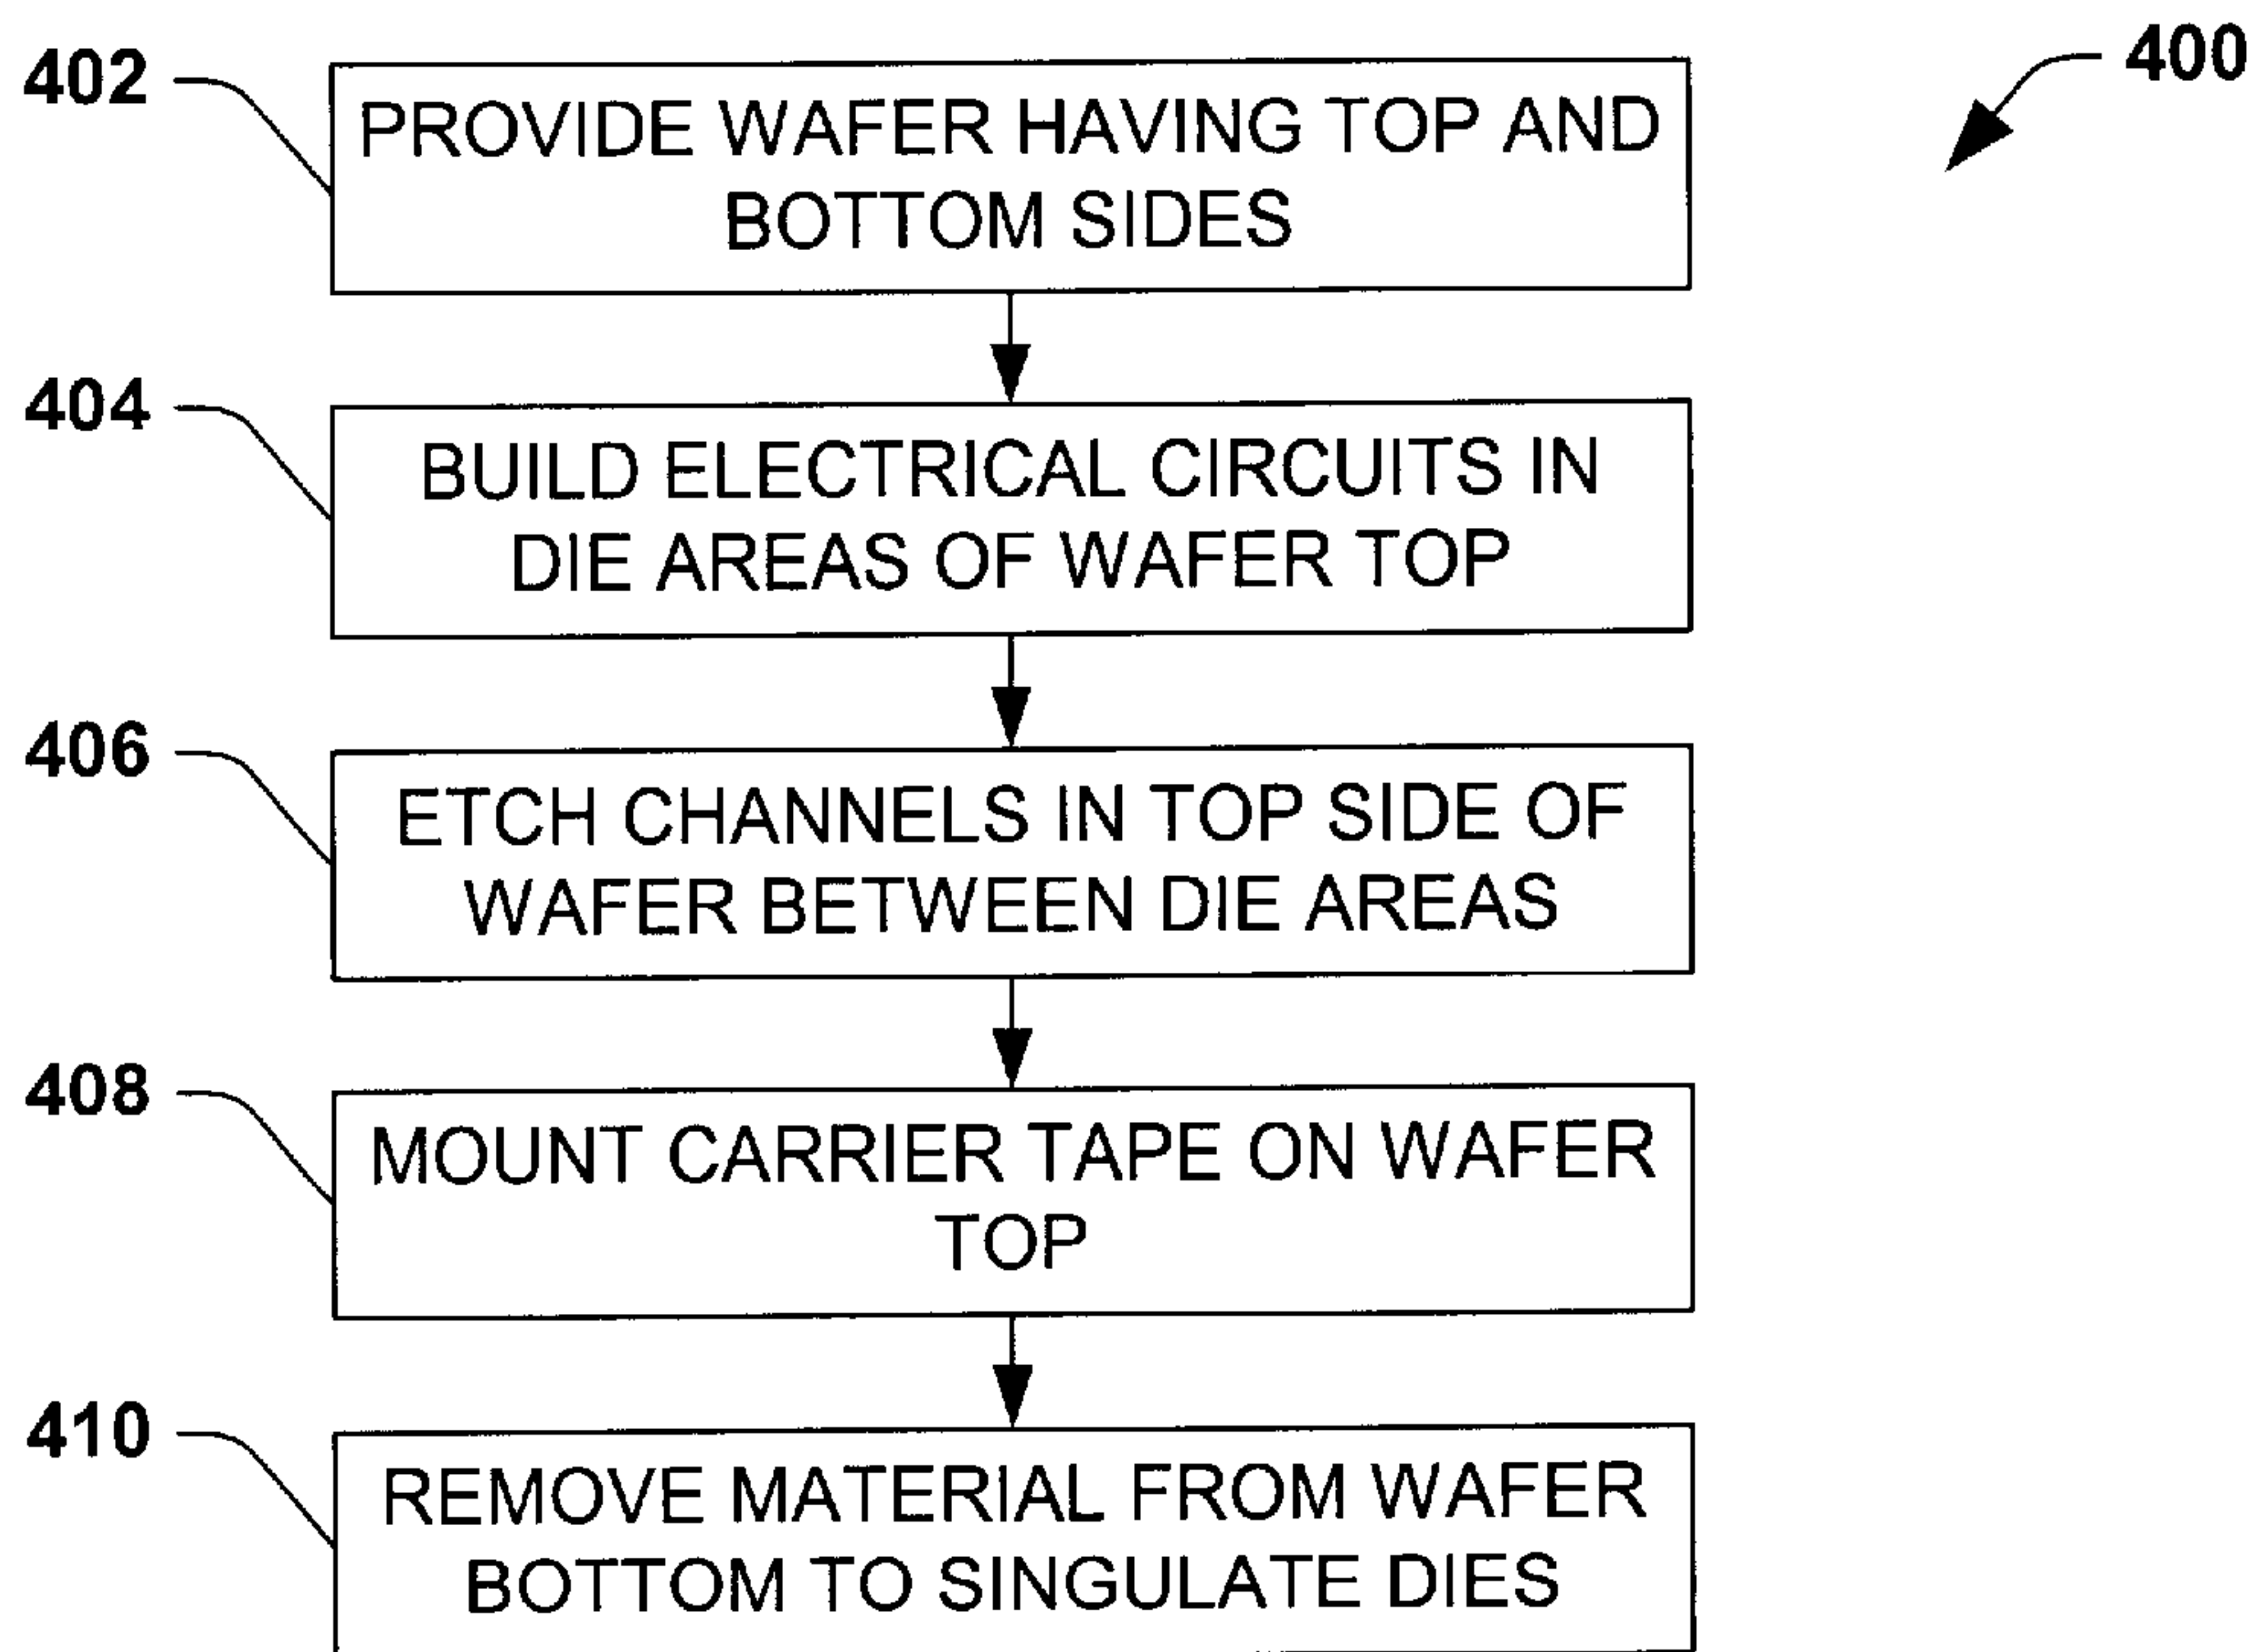 400
402
PROVIDE WAFER HAVING TOP AND
BOTTOM SIDES
404
BUILD ELECTRICAL CIRCUITS IN
DIE AREAS OF WAFER TOP
406
ETCH CHANNELS IN TOP SIDE OF
WAFER BETWEEN DIE AREAS
408
MOUNT CARRIER TAPE ON WAFER
TOP
410
REMOVE MATERIAL FROM WAFER
BOTTOM TO SINGULATE DIES